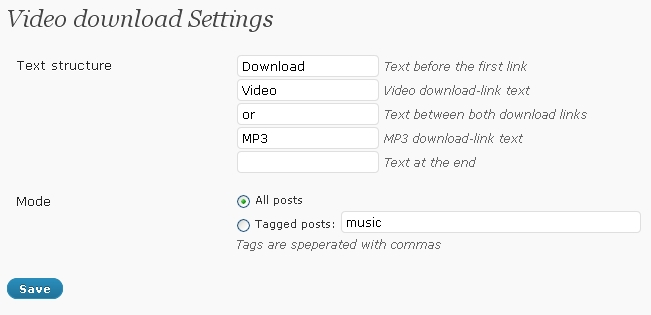 Video download Settings
Text structure Download Text before the first link
Video Video download-link text
or Text between both download links
MP3 MP3 download-link text
Text at the end
Mode All posts
Tagged posts: music
Tags are speperated with commas
Save